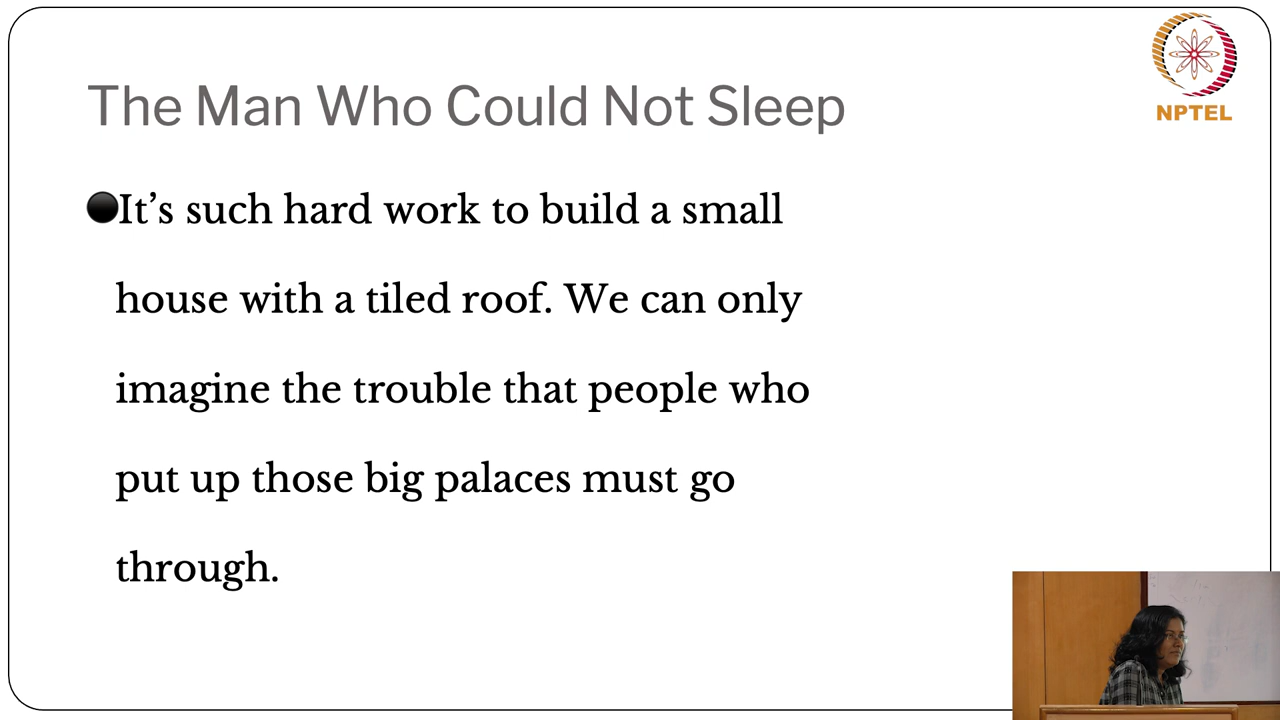 The Man Who Could Not Sleep
NPTEL
It’s such hard work to build a small
house with a tiled roof. We can only
imagine the trouble that people who
put up those big palaces must go
through.